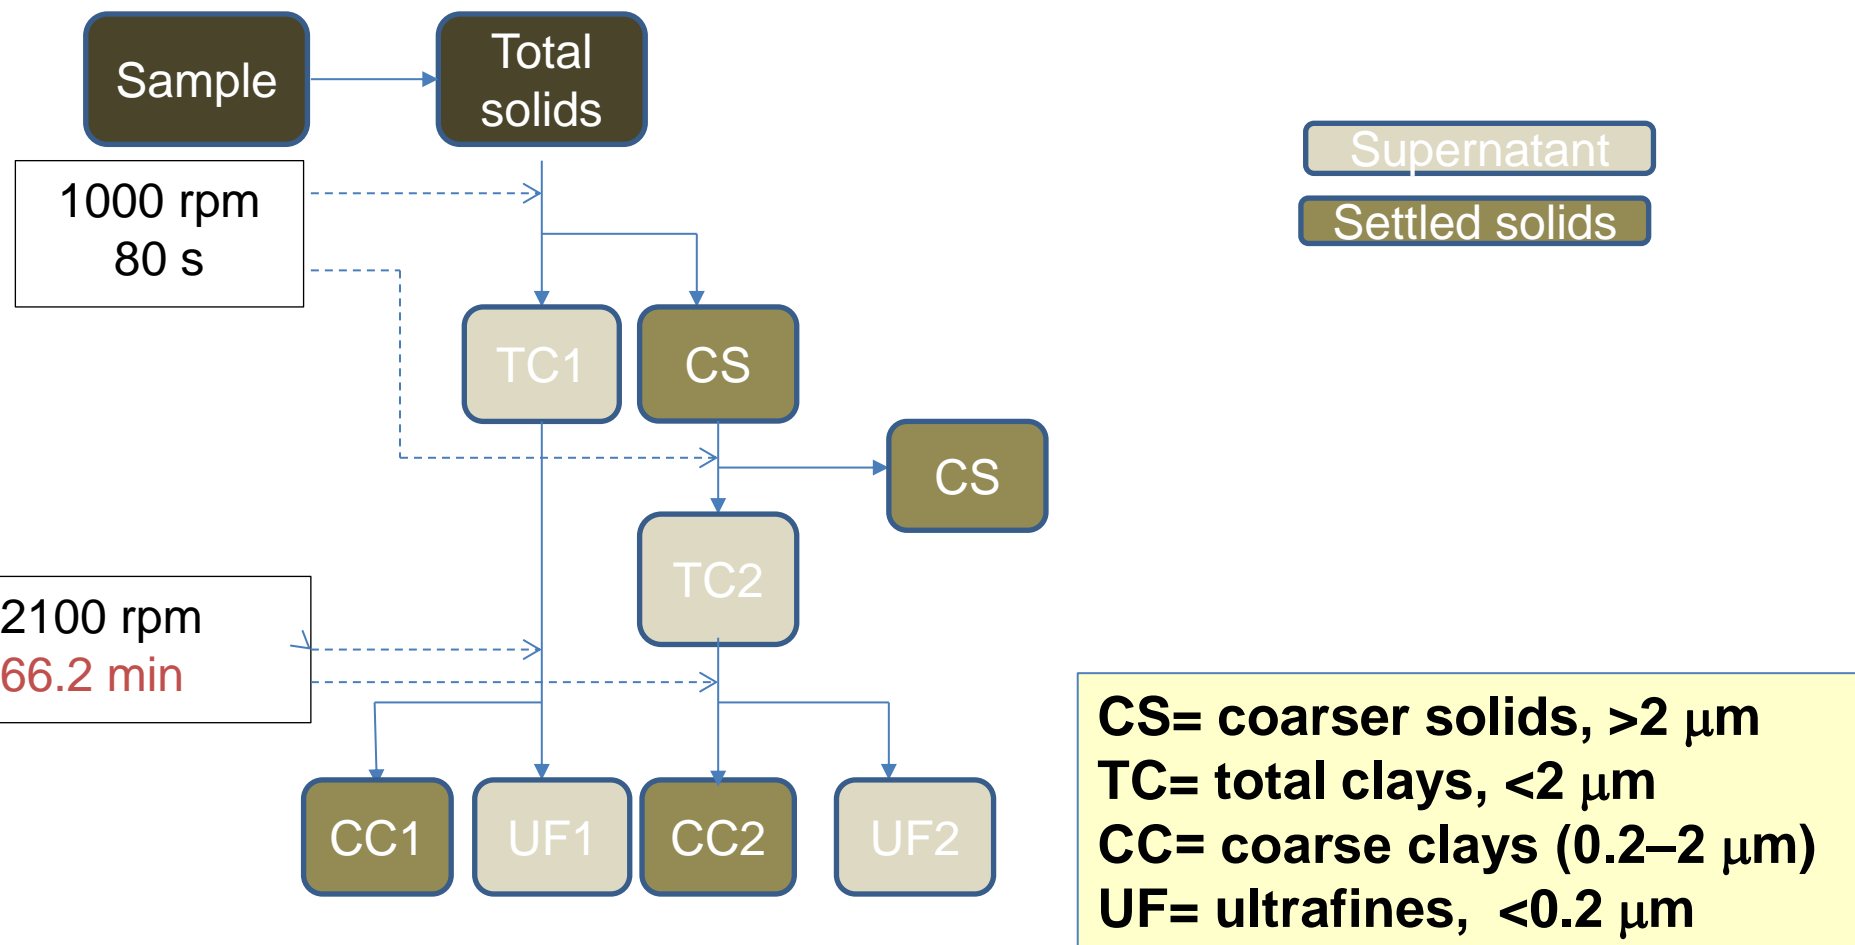 Sample
Total
solids
Supernatant
Settled solids
1000 rpm
80 s
TC1
CS
CS
TC2
2100 rpm
66.2 min
CC1
UF1
CC2
UF2
CS= coarser solids, >2 μm
TC= total clays, <2 μm
CC= coarse clays (0.2–2 μm)
UF= ultrafines, <0.2 μm